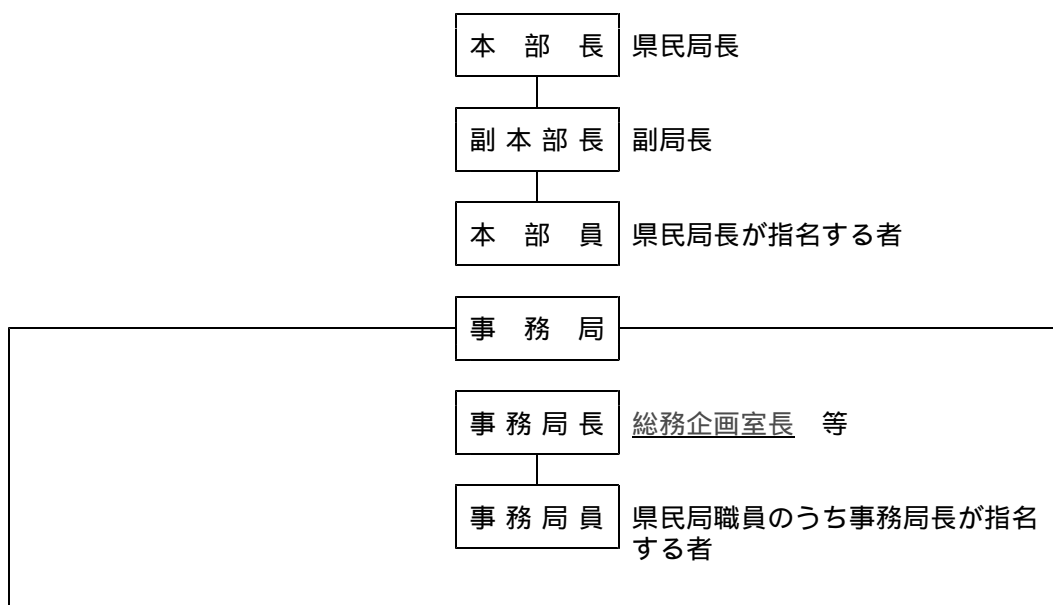 本　部　長　県民局長
副 本 部 長　副局長
本　部　員　県民局長が指名する者
事　務　局
事 務 局 長　総務企画室長　等
事 務 局 員　県民局職員のうち事務局長が指名
する者